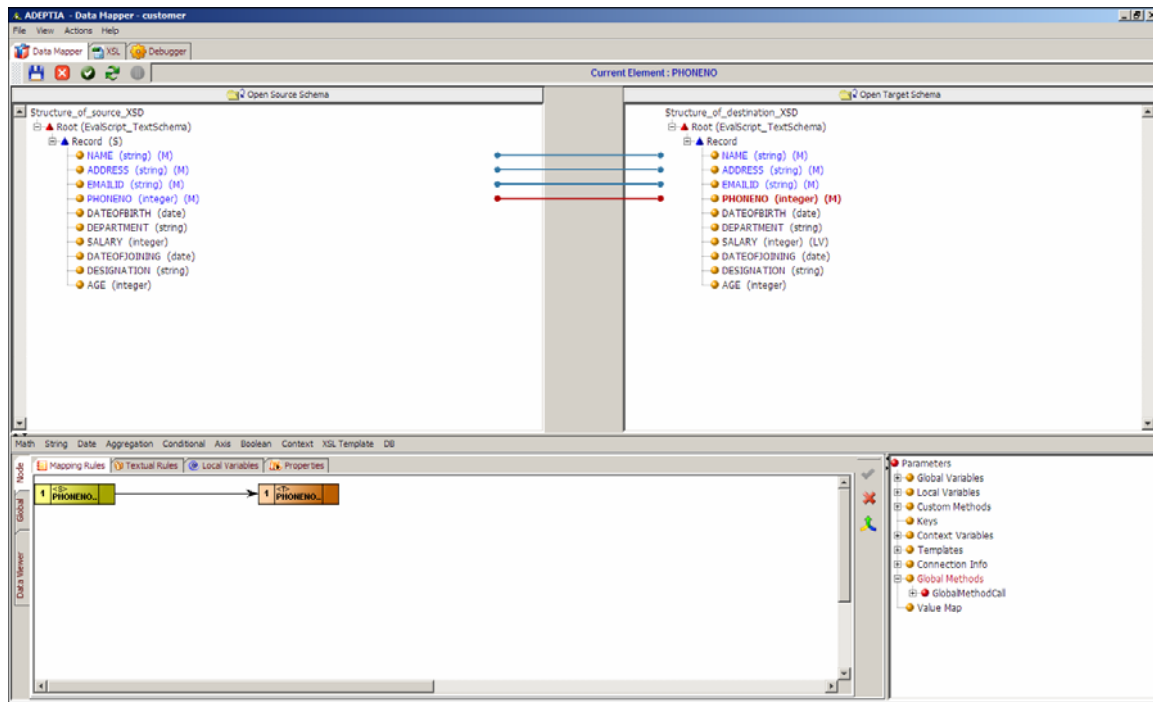 ADEPTIA - Data Mapper - customer
File View Actions Help
Data Mapper XSL Debugger
Current Element : PHONENO
Open Source Schema Open Target Schema
Structure_of_source_XSD
Root (EvalScript_TextSchema)
Record (S)
NAME (string) (M)
ADDRESS (string) (M)
EMAILID (string) (M)
PHONENO (integer) (M)
DATEOFBIRTH (date)
DEPARTMENT (string)
SALARY (integer)
DATEOFJOINING (date)
DESIGNATION (string)
AGE (integer)
Structure_of_destination_XSD
Root (EvalScript_TextSchema)
Record
NAME (string) (M)
ADDRESS (string) (M)
EMAILID (string) (M)
PHONENO (integer) (M)
DATEOFBIRTH (date)
DEPARTMENT (string)
SALARY (integer) (LV)
DATEOFJOINING (date)
DESIGNATION (string)
AGE (integer)
Math String Date Aggregation Conditional Axis Boolean Context XSL Template DB
Node
Global
Data Viewer
Mapping Rules Textual Rules Local Variables Properties
1 <S> PHONENO...
1 <T> PHONENO...
Parameters
Global Variables
Local Variables
Custom Methods
Keys
Context Variables
Templates
Connection Info
Global Methods
GlobalMethodCall
Value Map